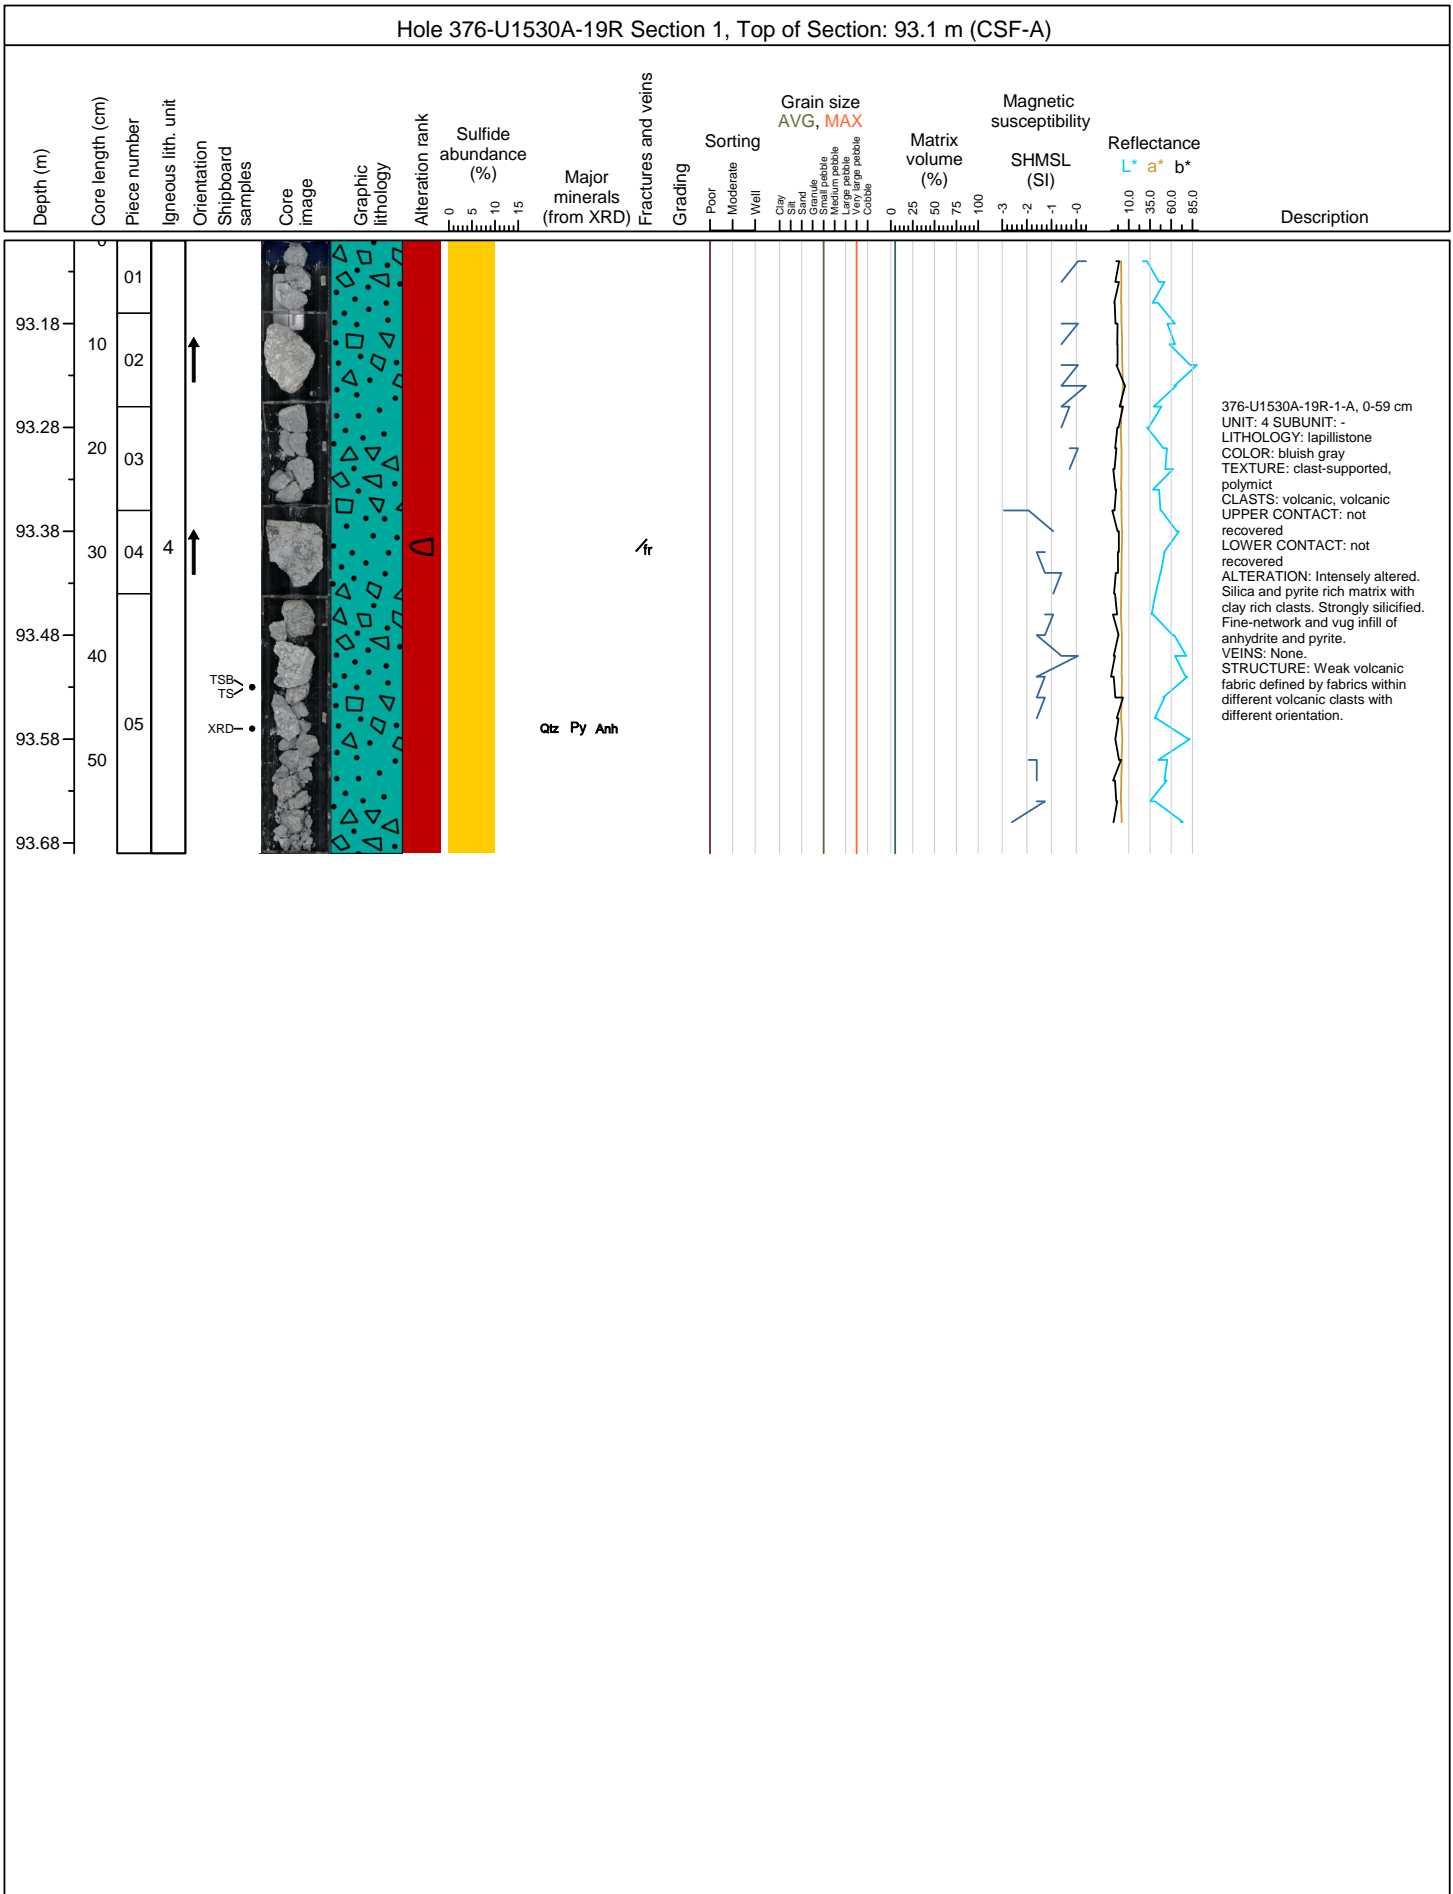 Hole 376-U1530A-19R Section 1, Top of Section: 93.1 m (CSF-A)
Depth (m)
Core length (cm)
Piece number
Igneous lith. unit
Orientation
Shipboard
samples
Core
image
Graphic
lithology
Alteration rank
Sulfide
abundance
(%)
0 5 10 15
Major
minerals
(from XRD)
Fractures and veins
Grading
Sorting
Poor
Moderate
Well
Grain size
AVG, MAX
Clay
Silt
Sand
Granule
Small pebble
Medium pebble
Large pebble
Very large pebble
Cobble
Matrix
volume
(%)
0 25 50 75 100
Magnetic
susceptibility
SHMSL
(SI)
-3 -2 -1 -0
Reflectance
L* a* b*
10.0 35.0 60.0 85.0
Description
0
01
93.18
10
02
93.28
20
03
93.38
30
04
4
fr
93.48
40
TSB
TS
05
XRD
Qtz Py Anh
93.58
50
93.68
376-U1530A-19R-1-A, 0-59 cm
UNIT: 4 SUBUNIT: -
LITHOLOGY: lapillistone
COLOR: bluish gray
TEXTURE: clast-supported,
polymict
CLASTS: volcanic, volcanic
UPPER CONTACT: not
recovered
LOWER CONTACT: not
recovered
ALTERATION: Intensely altered.
Silica and pyrite rich matrix with
clay rich clasts. Strongly silicified.
Fine-network and vug infill of
anhydrite and pyrite.
VEINS: None.
STRUCTURE: Weak volcanic
fabric defined by fabrics within
different volcanic clasts with
different orientation.